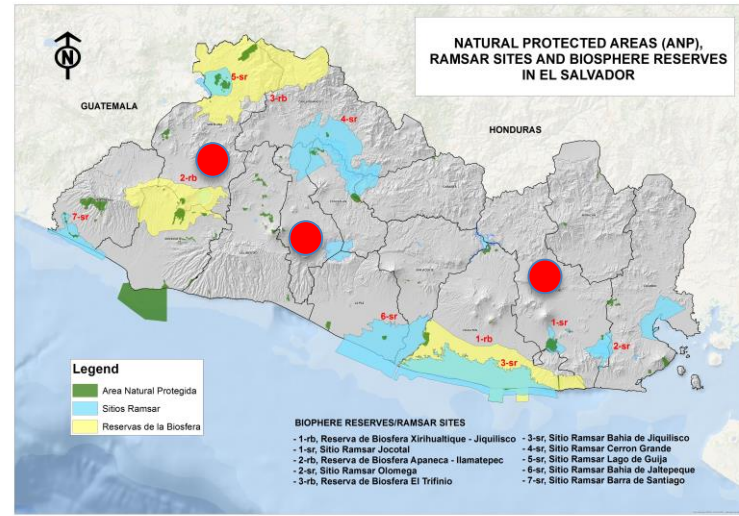 NATURAL PROTECTED AREAS (ANP),
RAMSAR SITES AND BIOSPHERE RESERVES
IN EL SALVADOR
N
GUATEMALA
HONDURAS
5-sr
3-rb
4-sr
2-rb
7-sr
6-sr
1-rb
3-sr
1-sr
2-sr
Legend
Area Natural Protegida
Sitios Ramsar
Reservas de la Biosfera
BIOPHERE RESERVES/RAMSAR SITES
- 1-rb, Reserva de Biosfera Xirihualtique - Jiquilisco
- 1-sr, Sitio Ramsar Jocotal
- 2-rb, Reserva de Biosfera Apaneca - Ilamatepec
- 2-sr, Sitio Ramsar Olomega
- 3-rb, Reserva de Biosfera El Trifinio
- 3-sr, Sitio Ramsar Bahia de Jiquilisco
- 4-sr, Sitio Ramsar Cerron Grande
- 5-sr, Sitio Ramsar Lago de Guija
- 6-sr, Sitio Ramsar Bahia de Jaltepeque
- 7-sr, Sitio Ramsar Barra de Santiago